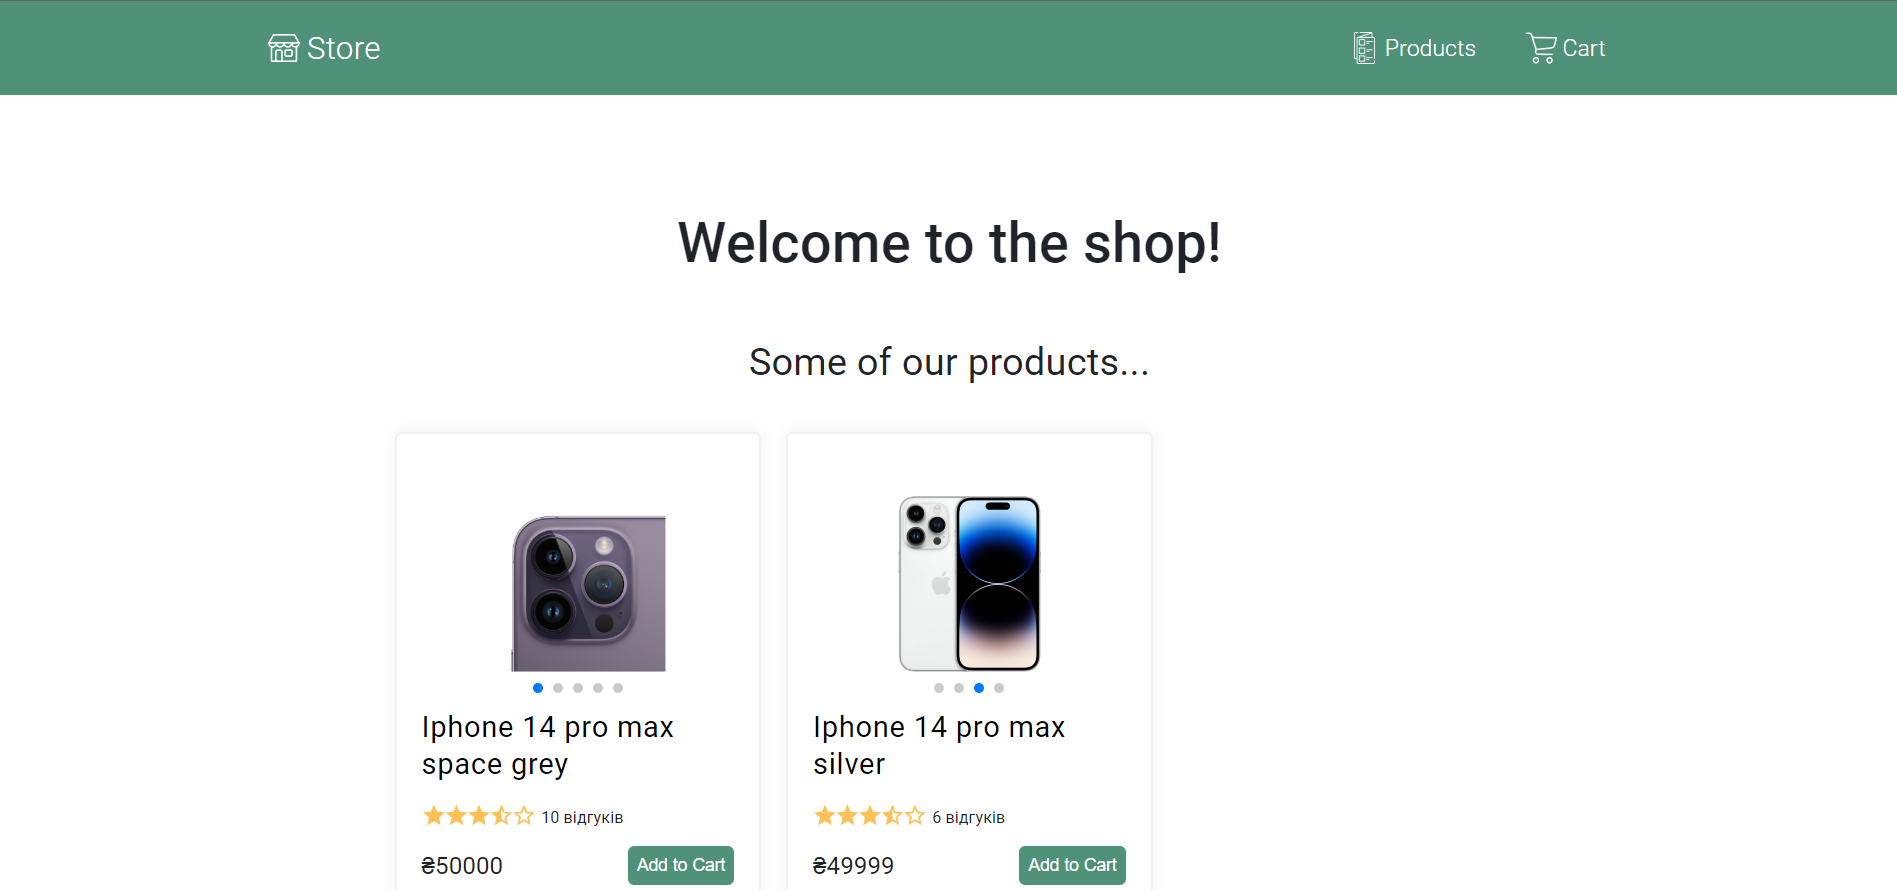 Store
Products
Cart
Welcome to the shop!
Some of our products...
Iphone 14 pro max
space grey
10 відгуків
₴50000
Add to Cart
Iphone 14 pro max
silver
6 відгуків
₴49999
Add to Cart